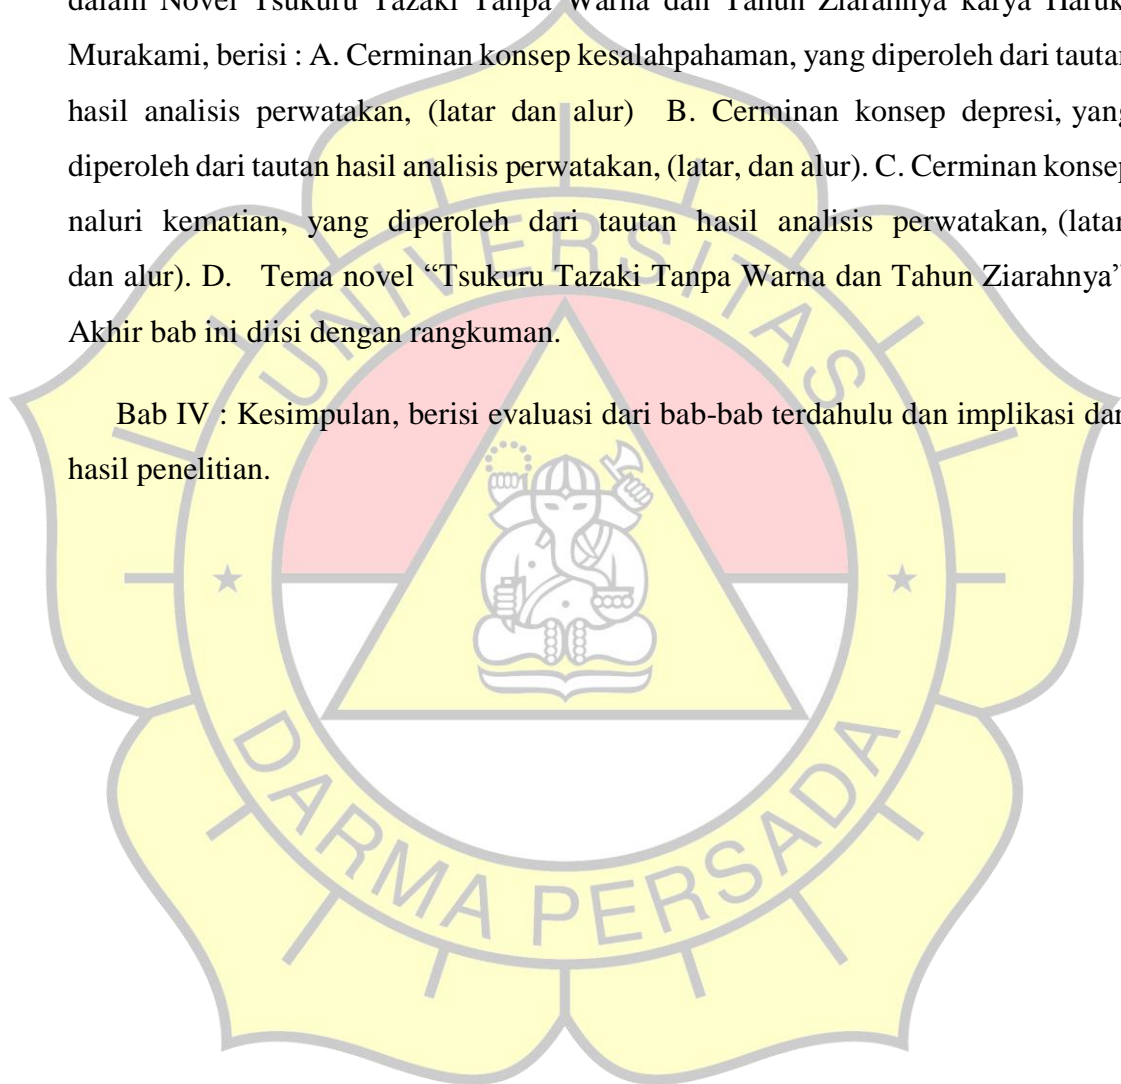 dalam Novel Tsukuru Tazaki Tanpa Warna dan Tahun Ziarahnya karya Haruki
Murakami, berisi : A. Cerminan konsep kesalahpahaman, yang diperoleh dari tautan
hasil analisis perwatakan, (latar dan alur) B. Cerminan konsep depresi, yang
diperoleh dari tautan hasil analisis perwatakan, (latar, dan alur). C. Cerminan konsep
naluri kematian, yang diperoleh dari tautan hasil analisis perwatakan, (latar
dan alur). D. Tema novel “Tsukuru Tazaki Tanpa Warna dan Tahun Ziarahnya”
Akhir bab ini diisi dengan rangkuman.
Bab IV : Kesimpulan, berisi evaluasi dari bab-bab terdahulu dan implikasi dari
hasil penelitian.
UNIVERSITAS
DARMA PERSADA